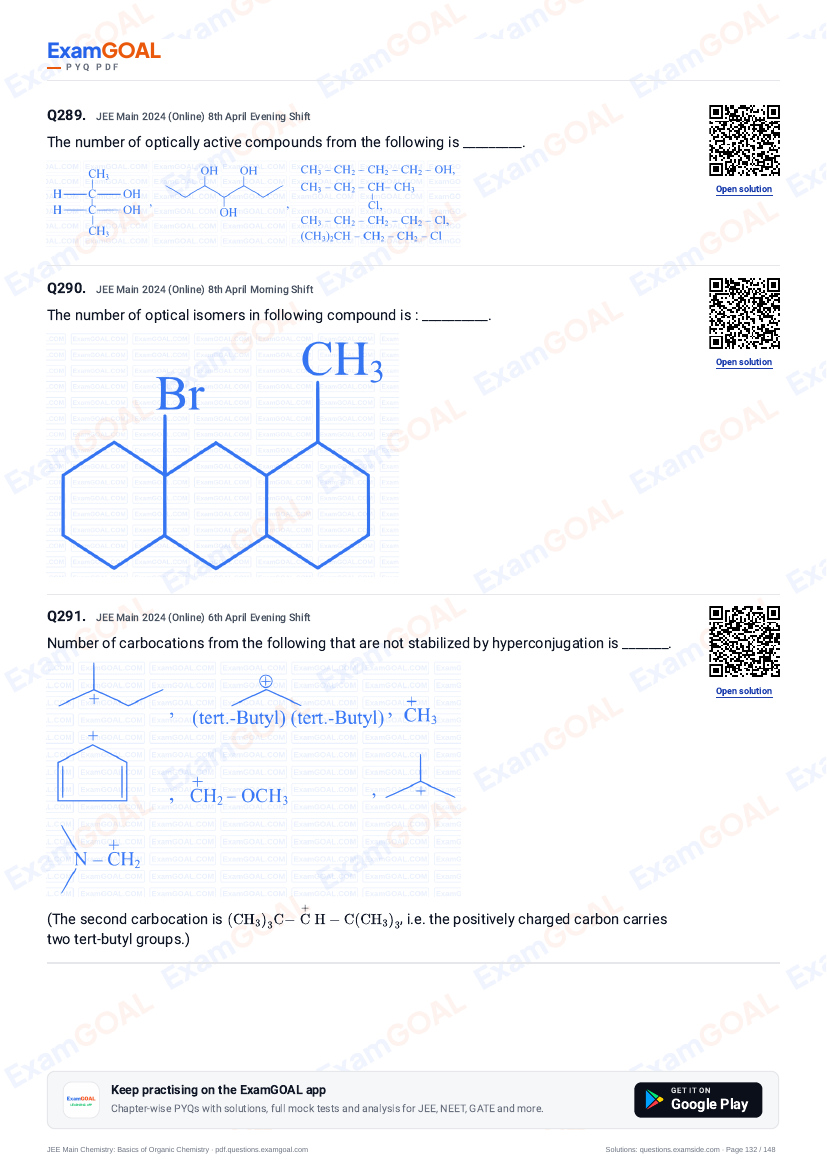 ExamGOAL
PYQ PDF
Q289. JEE Main 2024 (Online) 8th April Evening Shift
The number of optically active compounds from the following is ________.
Open solution
CH₃
H C OH
H C OH
CH₃
,
OH OH
OH
,
CH₃ – CH₂ – CH₂ – CH₂ – OH,
CH₃ – CH₂ – CH – CH₃
Cl,
CH₃ – CH₂ – CH₂ – CH₂ – Cl,
(CH₃)₂CH – CH₂ – CH₂ – Cl
Q290. JEE Main 2024 (Online) 8th April Morning Shift
The number of optical isomers in following compound is : _________.
Open solution
Br
CH₃
Q291. JEE Main 2024 (Online) 6th April Evening Shift
Number of carbocations from the following that are not stabilized by hyperconjugation is _______.
Open solution
+ , ⊕
(tert.-Butyl) (tert.-Butyl) , +
CH₃
+
, +
CH₂ – OCH₃ , +
N – +
CH₂
(The second carbocation is (CH₃)₃C– +
C H – C(CH₃)₃, i.e. the positively charged carbon carries
two tert-butyl groups.)
ExamGOAL
Keep practising on the ExamGOAL app
Chapter-wise PYQs with solutions, full mock tests and analysis for JEE, NEET, GATE and more.
GET IT ON
Google Play
JEE Main Chemistry: Basics of Organic Chemistry · pdf.questions.examgoal.com
Solutions: questions.examside.com · Page 132 / 148